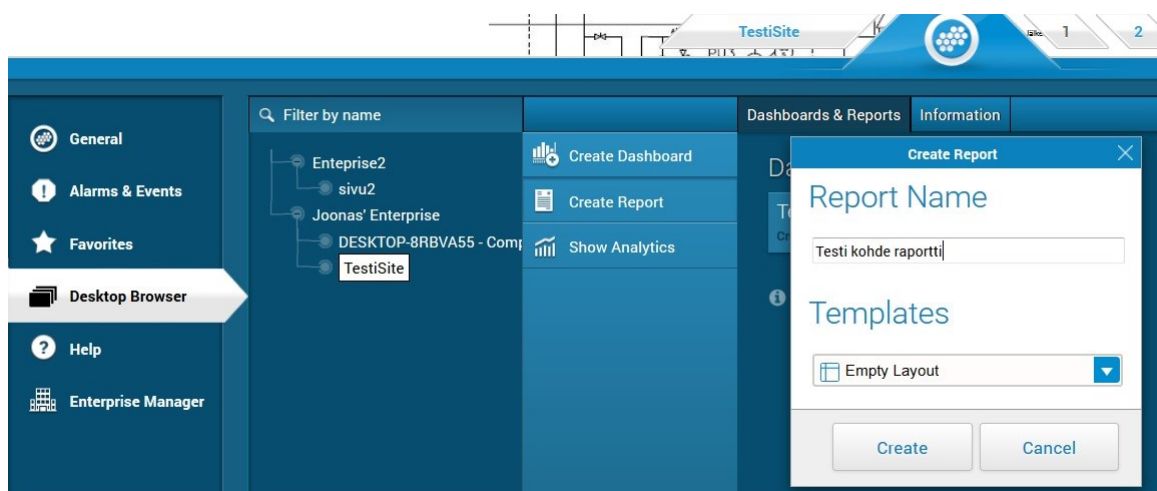 TestiSite
1
2
General
Alarms & Events
Favorites
Desktop Browser
Help
Enterprise Manager
Filter by name
Enteprise2
sivu2
Joonas' Enterprise
DESKTOP-8RBVA55 - Comp
TestiSite
Create Dashboard
Create Report
Show Analytics
Dashboards & Reports
Information
Create Report
Report Name
Testi kohde raportti
Templates
Empty Layout
Create
Cancel